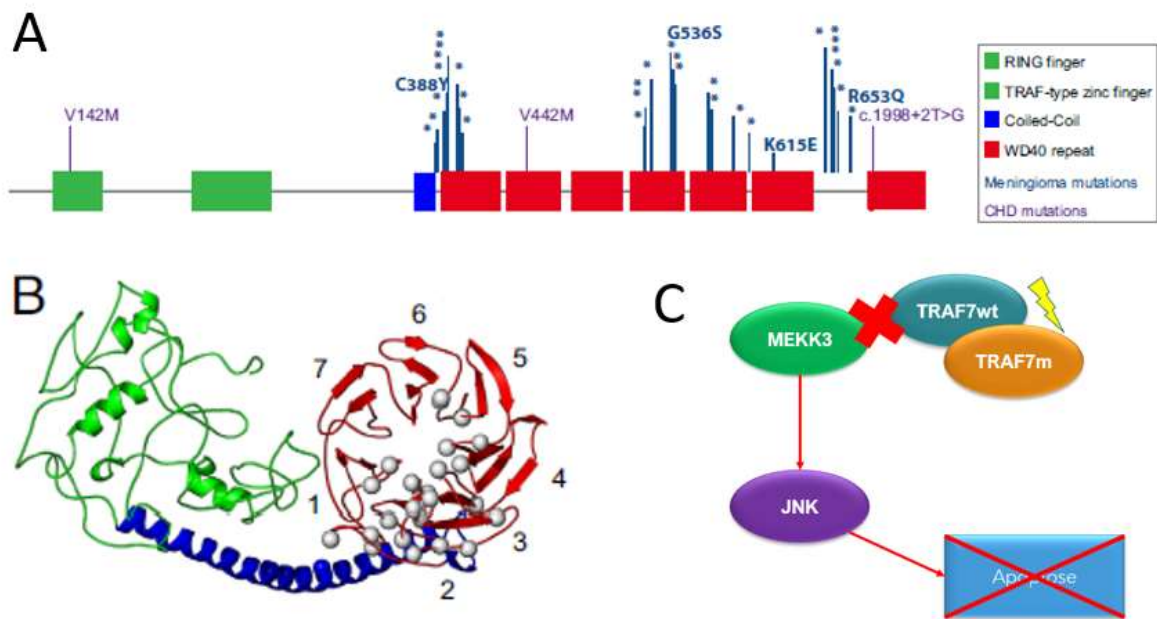 A
G536S
C388Y
V142M
V442M
K615E
R653Q
c.1998+2T>G
RING finger
TRAF-type zinc finger
Coiled-Coil
WD40 repeat
Meningioma mutations
CHD mutations
B
6
5
7
4
1
3
2
C
TRAF7wt
MEKK3
TRAF7m
JNK
Apoptose